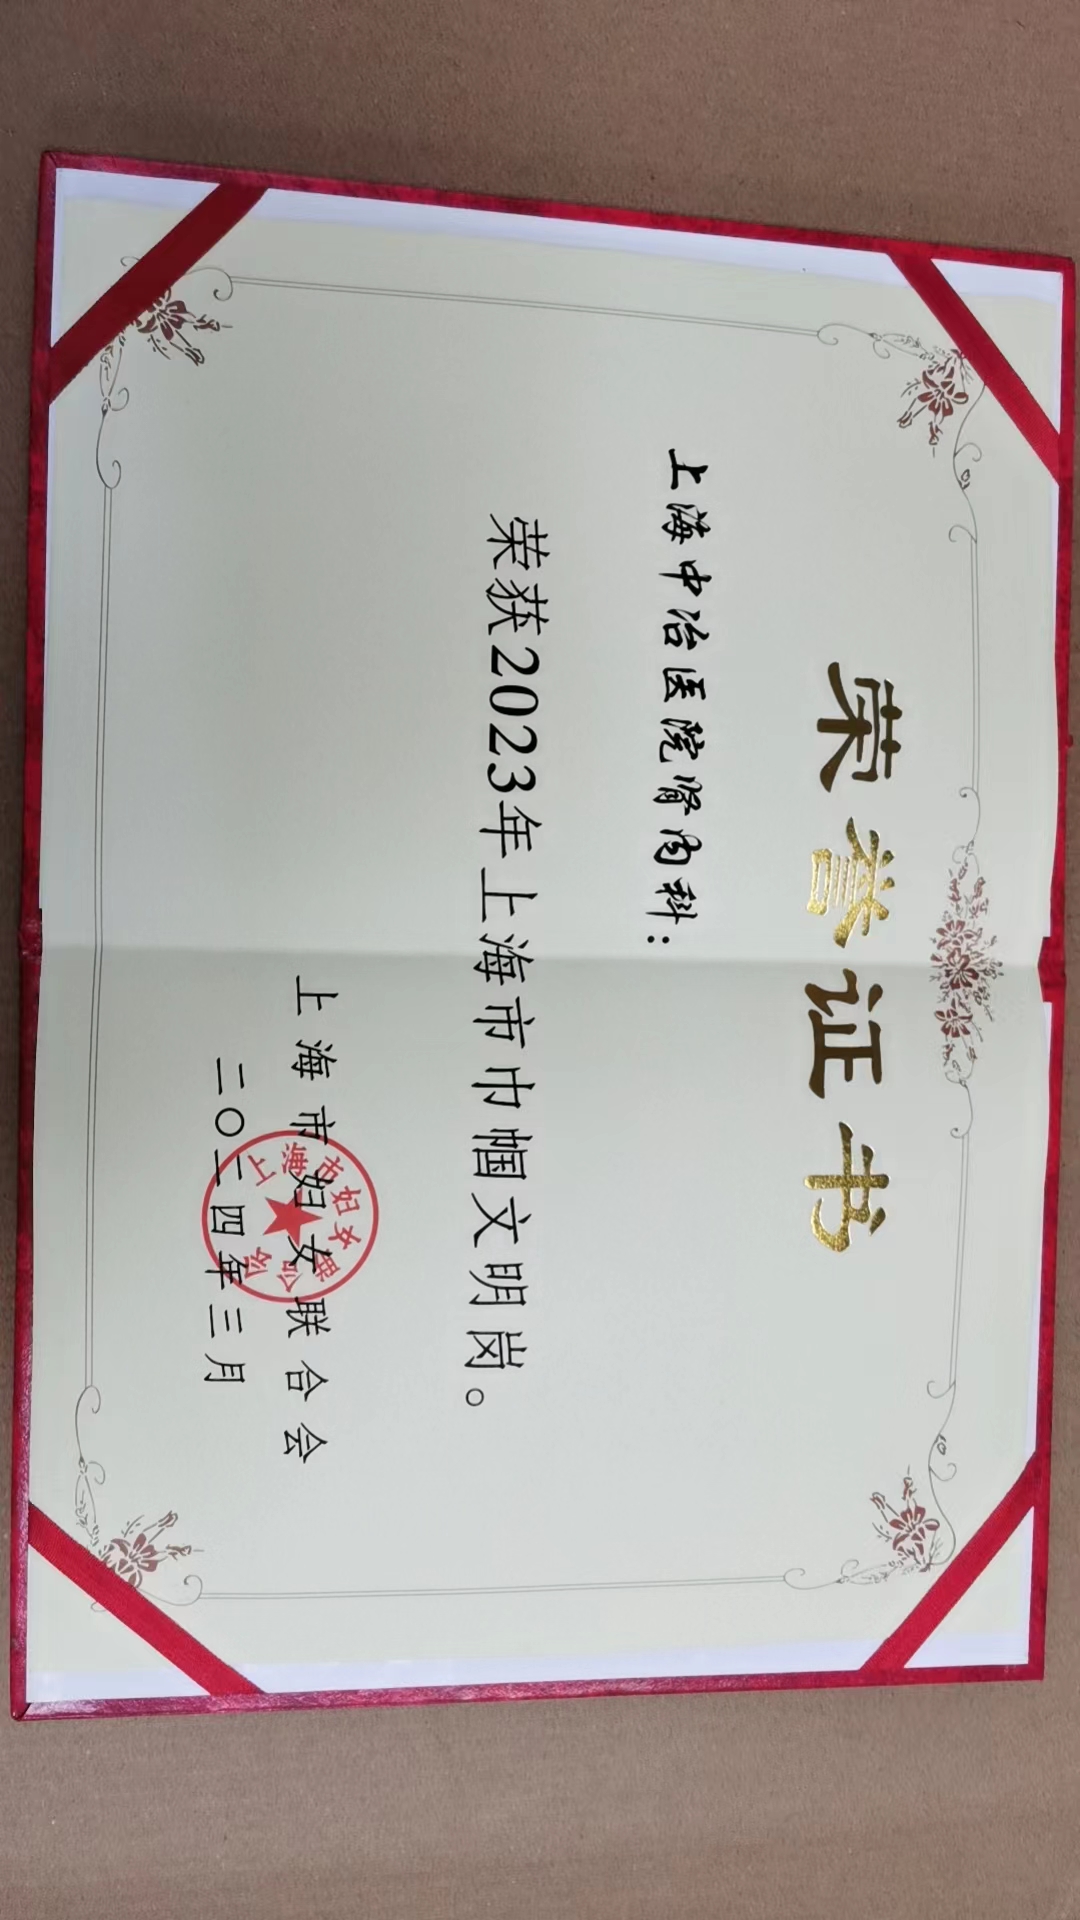 荣誉证书
上海中冶医院肾内科：
荣获2023年上海市巾帼文明岗。
上海市妇女联合会
二〇二四年三月
上海市妇女联合会